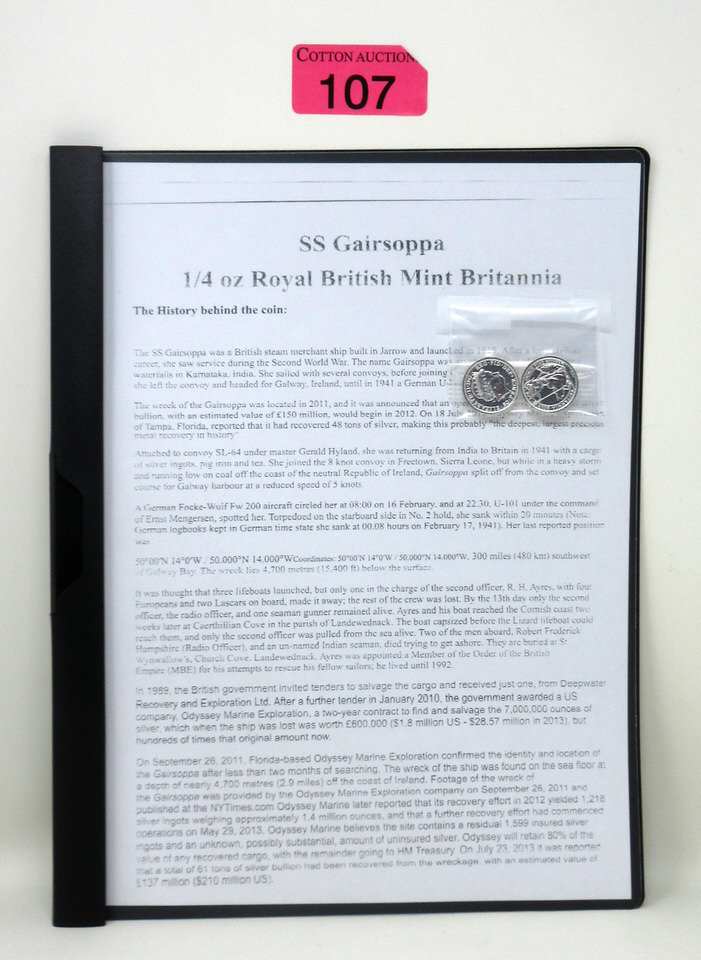 COTTON AUCTION
107
SS Gairsoppa
1/4 oz Royal British Mint Britannia
The History behind the coin:
The SS Gairsoppa was a British steam merchant ship built in Jarrow and launched in 1919. After a
career, she saw service during the Second World War. The name Gairsoppa was
waterfalls in Karnataka, India. She sailed with several convoys, before joining
she left the convoy and headed for Galway, Ireland, until in 1941 a German U-
The wreck of the Gairsoppa was located in 2011, and it was announced that an
bullion, with an estimated value of £150 million, would begin in 2012. On 18 July
of Tampa, Florida, reported that it had recovered 48 tons of silver, making this probably "the deepest, largest precious
metal recovery in history"
Attached to convoy SL-64 under master Gerald Hyland, she was returning from India to Britain in 1941 with a cargo
of silver ingots, pig iron and tea. She joined the 8 knot convoy in Freetown, Sierra Leone, but while in a heavy storm
and running low on coal off the coast of the neutral Republic of Ireland, Gairsoppa split off from the convoy and set
course for Galway harbour at a reduced speed of 5 knots.
A German Focke-Wulf Fw 200 aircraft circled her at 08:00 on 16 February, and at 22.30, U-101 under the command
of Ernst Mengersen, spotted her. Torpedoed on the starboard side in No. 2 hold, she sank within 20 minutes (Note:
German logbooks kept in German time state she sank at 00.08 hours on February 17, 1941). Her last reported position
was
50°00'N 14°0'W / 50.000°N 14.000°WCoordinates: 50°00'N 14°0'W / 50.000°N 14.000°W, 300 miles (480 km) southwest
of Galway Bay. The wreck lies 4,700 metres (15,400 ft) below the surface.
It was thought that three lifeboats launched, but only one in the charge of the second officer, R. H. Ayres, with four
Europeans and two Lascars on board, made it away; the rest of the crew was lost. By the 13th day only the second
officer, the radio officer, and one seaman gunner remained alive. Ayres and his boat reached the Cornish coast two
weeks later at Caerthillian Cove in the parish of Landewednack. The boat capsized before the Lizard lifeboat could
reach them, and only the second officer was pulled from the sea alive. Two of the men aboard, Robert Frederick
Hampshire (Radio Officer), and an un-named Indian seaman, died trying to get ashore. They are buried at St
Wynwallow's, Church Cove, Landewednack. Ayres was appointed a Member of the Order of the British
Empire (MBE) for his attempts to rescue his fellow sailors; he lived until 1992.
In 1989, the British government invited tenders to salvage the cargo and received just one, from Deepwater
Recovery and Exploration Ltd. After a further tender in January 2010, the government awarded a US
company, Odyssey Marine Exploration, a two-year contract to find and salvage the 7,000,000 ounces of
silver, which when the ship was lost was worth £600,000 ($1.8 million US - $28.57 million in 2013), but
hundreds of times that original amount now.
On September 26, 2011, Florida-based Odyssey Marine Exploration confirmed the identity and location of
the Gairsoppa after less than two months of searching. The wreck of the ship was found on the sea floor at
a depth of nearly 4,700 metres (2.9 miles) off the coast of Ireland. Footage of the wreck of
the Gairsoppa was provided by the Odyssey Marine Exploration company on September 26, 2011 and
published at the NYTimes.com Odyssey Marine later reported that its recovery effort in 2012 yielded 1,218
silver ingots weighing approximately 1.4 million ounces, and that a further recovery effort had commenced
operations on May 29, 2013. Odyssey Marine believes the site contains a residual 1,599 insured silver
ingots and an unknown, possibly substantial, amount of uninsured silver. Odyssey will retain 80% of the
value of any recovered cargo, with the remainder going to HM Treasury. On July 23, 2013 it was reported
that a total of 61 tons of silver bullion had been recovered from the wreckage, with an estimated value of
£137 million ($210 million US).